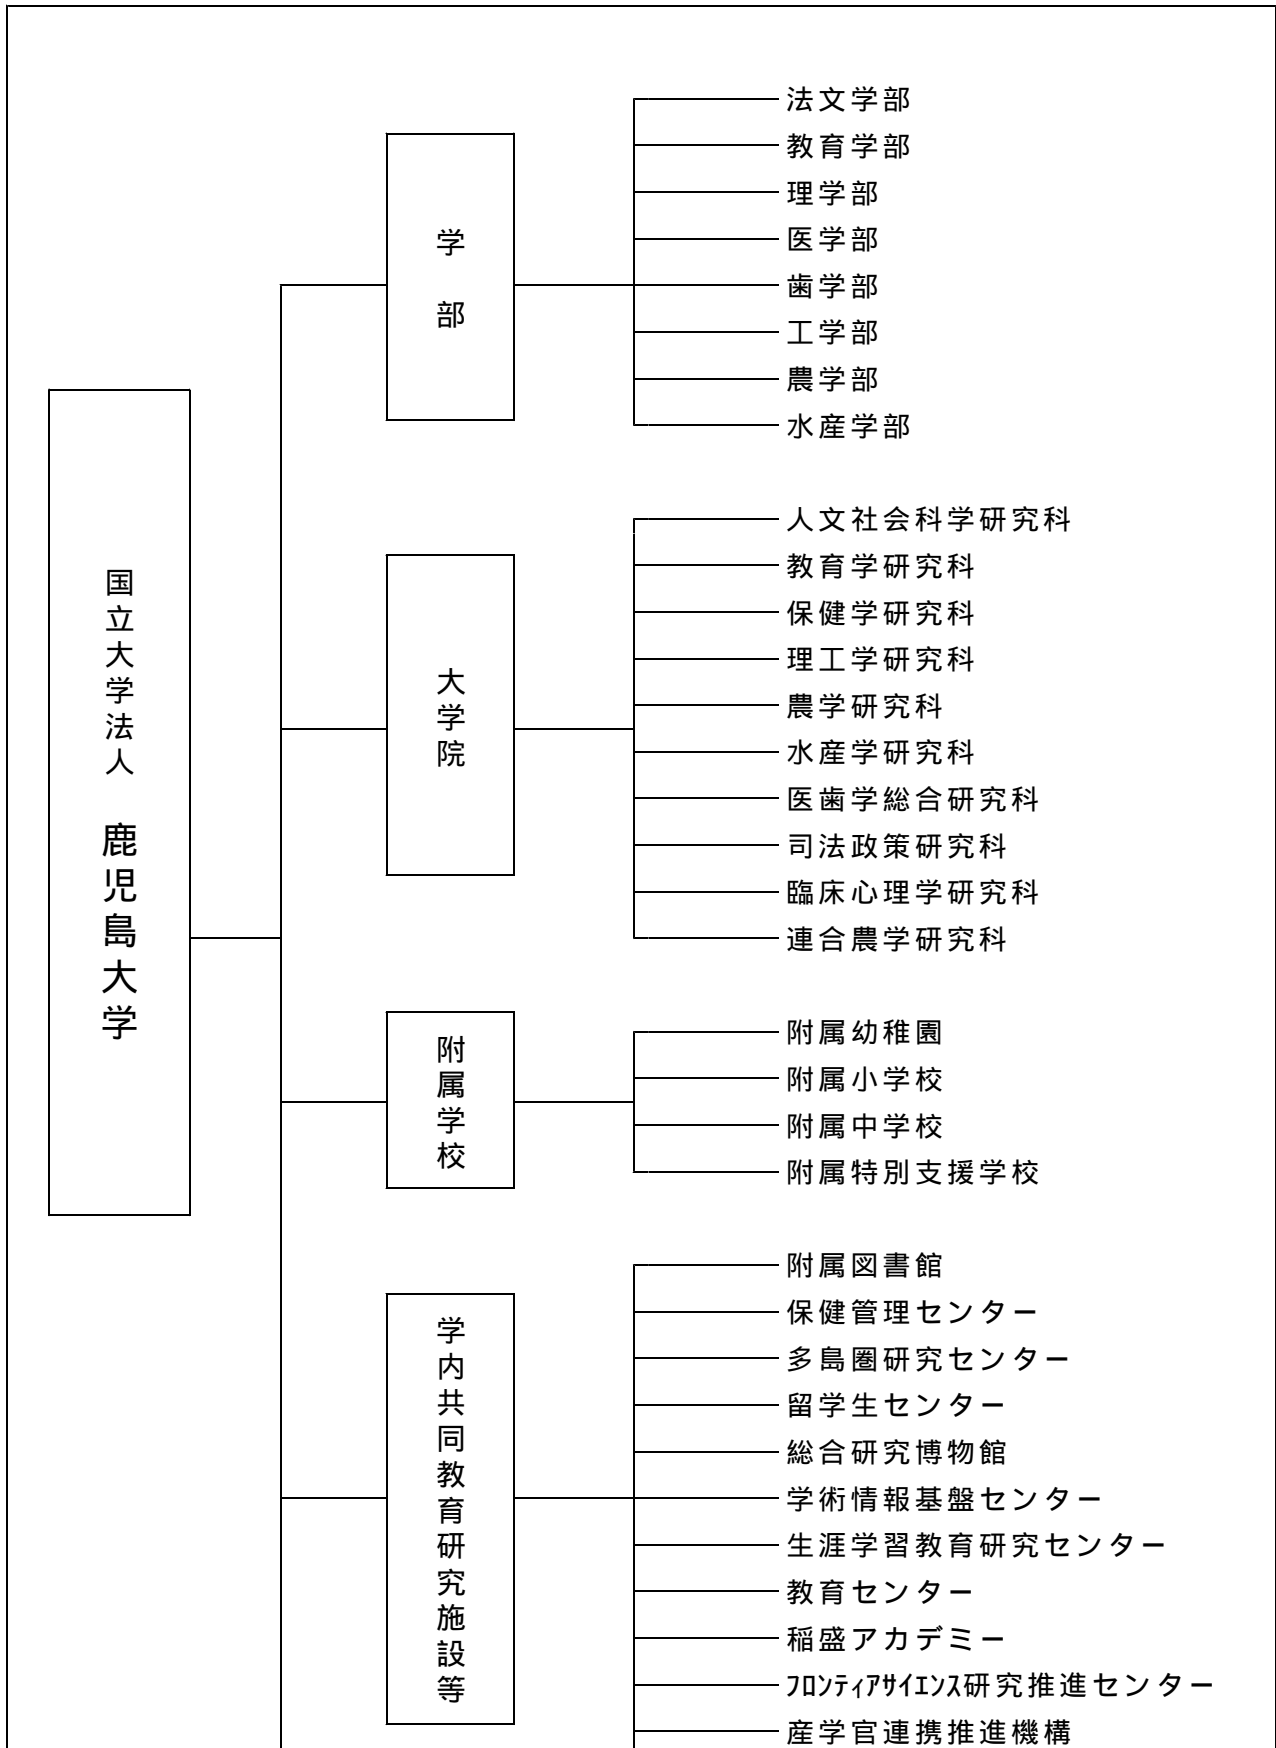 国立大学法人　鹿児島大学
学部
法文学部
教育学部
理学部
医学部
歯学部
工学部
農学部
水産学部
大学院
人文社会科学研究科
教育学研究科
保健学研究科
理工学研究科
農学研究科
水産学研究科
医歯学総合研究科
司法政策研究科
臨床心理学研究科
連合農学研究科
附属学校
附属幼稚園
附属小学校
附属中学校
附属特別支援学校
学内共同教育研究施設等
附属図書館
保健管理センター
多島圏研究センター
留学生センター
総合研究博物館
学術情報基盤センター
生涯学習教育研究センター
教育センター
稲盛アカデミー
ﾌﾛﾝﾃｨｱｻｲｴﾝｽ研究推進センター
産学官連携推進機構